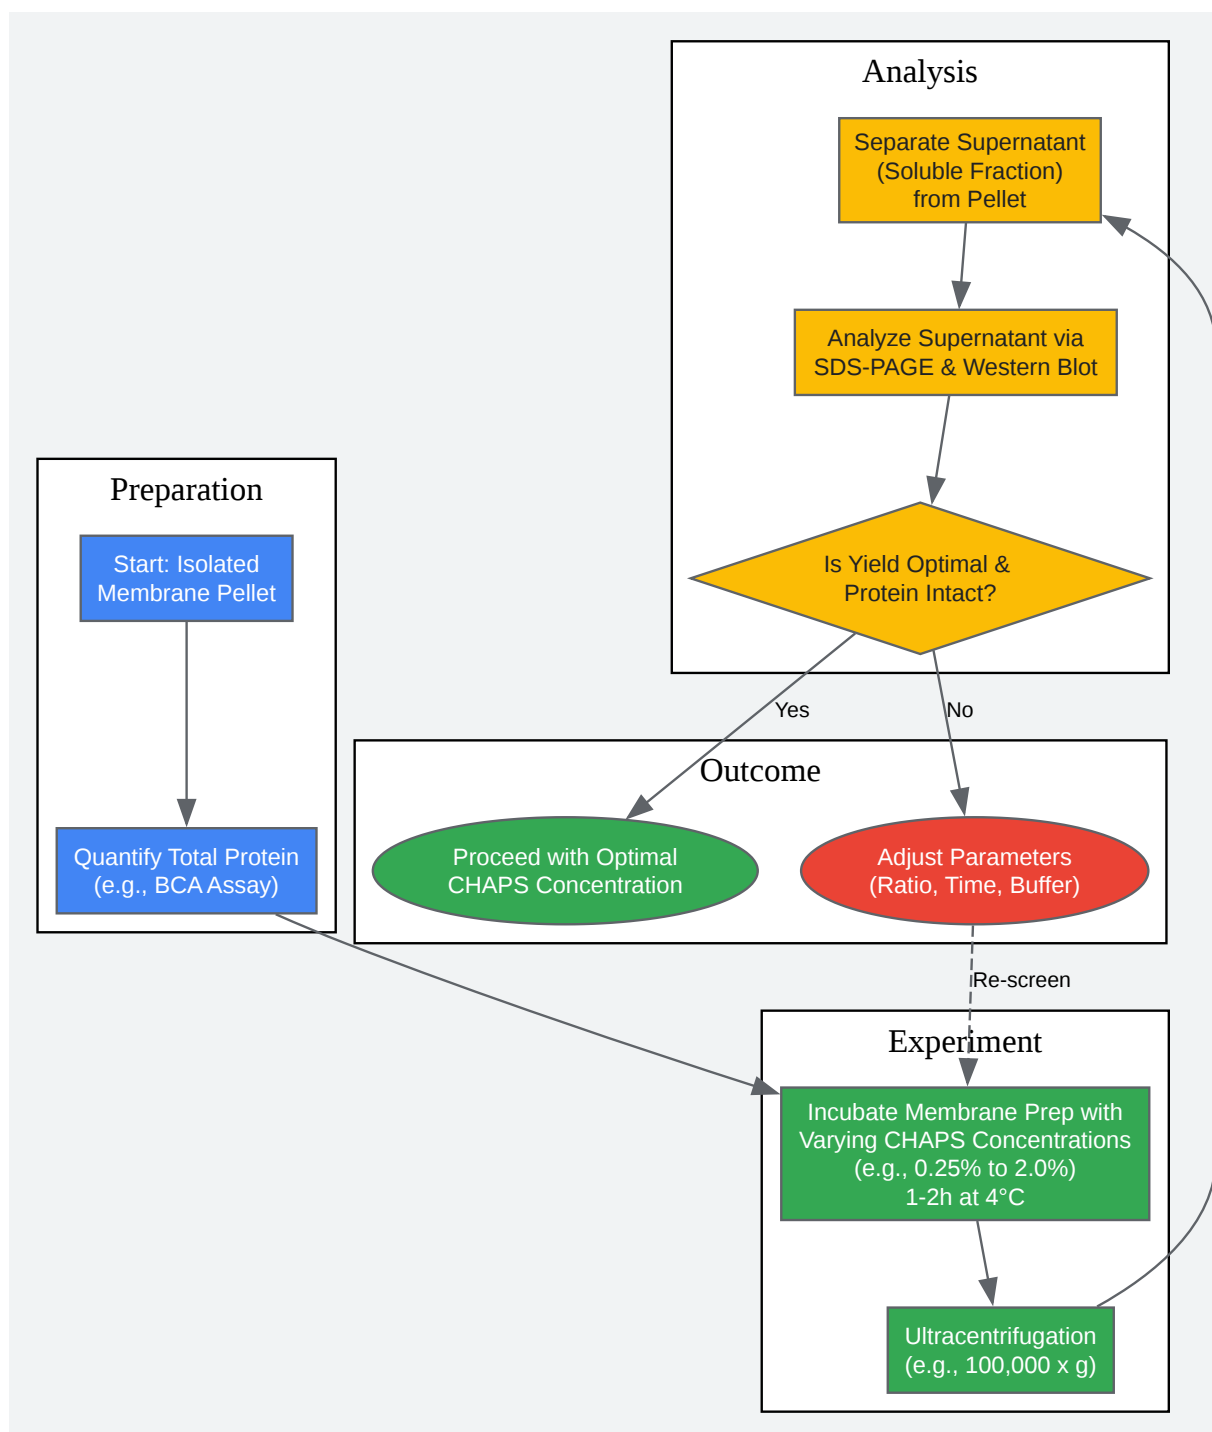 Analysis
Separate Supernatant
(Soluble Fraction)
from Pellet
Analyze Supernatant via
SDS-PAGE & Western Blot
Is Yield Optimal &
Protein Intact?
Preparation
Start: Isolated
Membrane Pellet
Quantify Total Protein
(e.g., BCA Assay)
Yes
No
Outcome
Proceed with Optimal
CHAPS Concentration
Adjust Parameters
(Ratio, Time, Buffer)
Re-screen
Experiment
Incubate Membrane Prep with
Varying CHAPS Concentrations
(e.g., 0.25% to 2.0%)
1-2h at 4°C
Ultracentrifugation
(e.g., 100,000 x g)